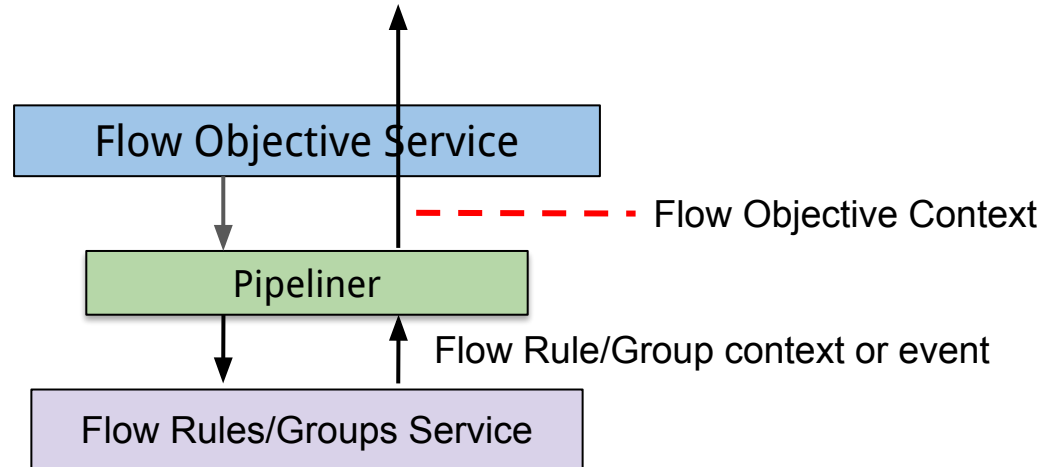 Flow Objective Service
Flow Objective Context
Pipeliner
Flow Rule/Group context or event
Flow Rules/Groups Service